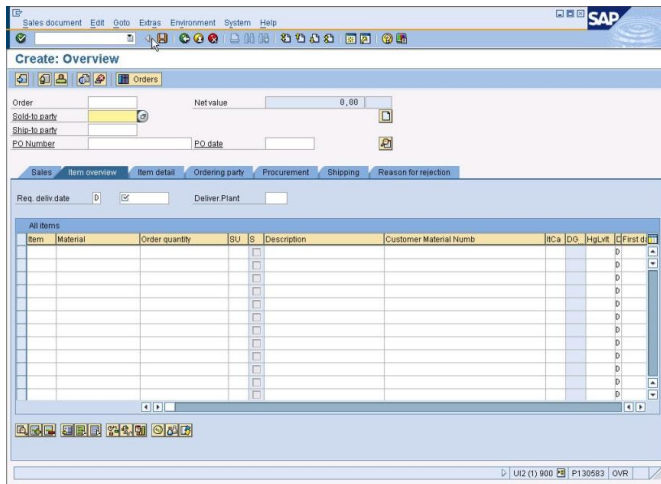 Sales document Edit Goto Extras Environment System Help
SAP
Create: Overview
Orders
Order Net value 0,00
Sold-to party
Ship-to party
PO Number PO date
Sales Item overview Item detail Ordering party Procurement Shipping Reason for rejection
Req. deliv.date D Deliver.Plant
All items
Item Material Order quantity SU S Description Customer Material Numb ItCa DG HgLvIt D First d
D
D
D
D
D
D
D
D
D
D
D
D
UI2 (1) 900 P130583 OVR